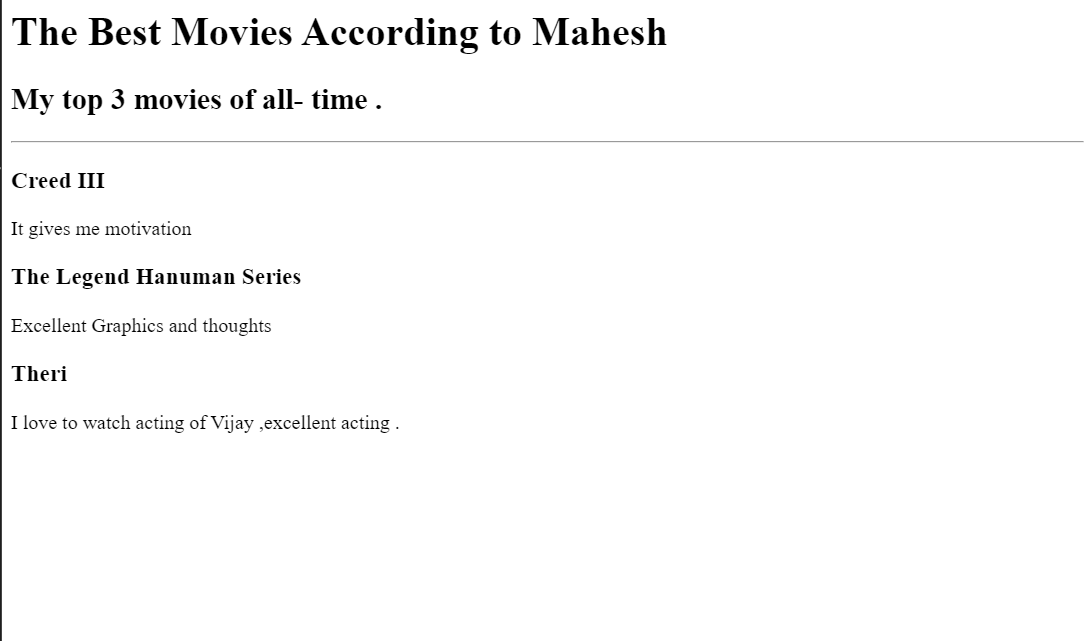 The Best Movies According to Mahesh
My top 3 movies of all- time .
Creed III
It gives me motivation
The Legend Hanuman Series
Excellent Graphics and thoughts
Theri
I love to watch acting of Vijay ,excellent acting .